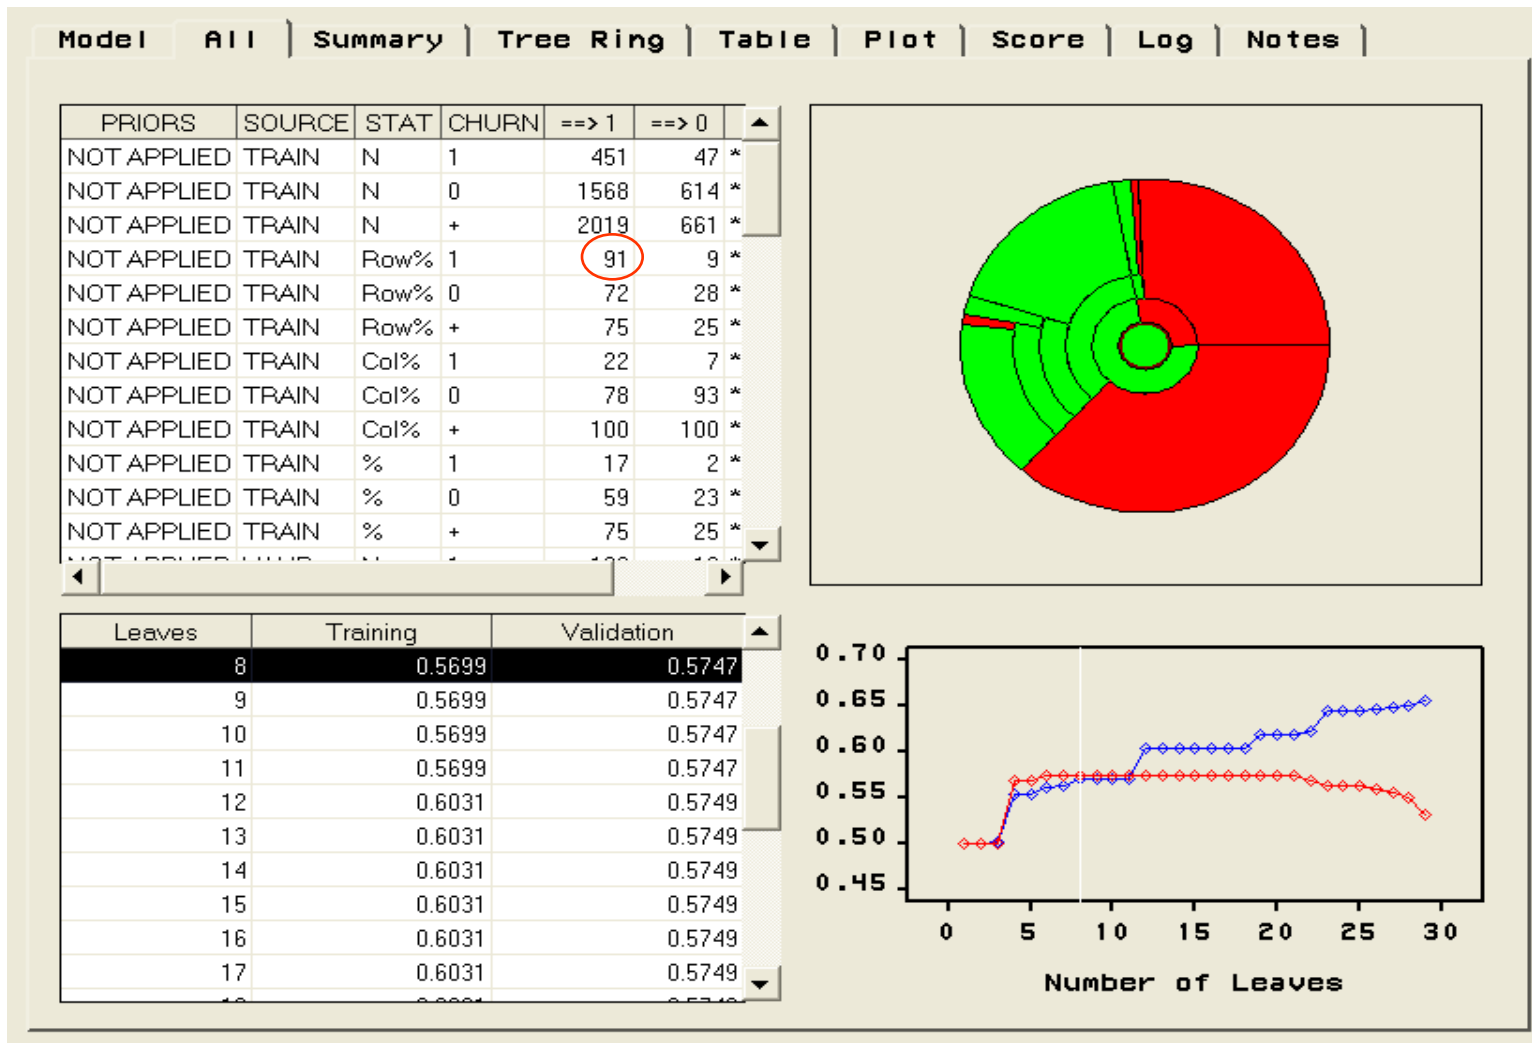 Model All Summary Tree Ring Table Plot Score Log Notes
PRIORS SOURCE STAT CHURN ==> 1 ==> 0
NOT APPLIED TRAIN N 1 451 47 *
NOT APPLIED TRAIN N 0 1568 614 *
NOT APPLIED TRAIN N + 2019 661 *
NOT APPLIED TRAIN Row% 1 91 9 *
NOT APPLIED TRAIN Row% 0 72 28 *
NOT APPLIED TRAIN Row% + 75 25 *
NOT APPLIED TRAIN Col% 1 22 7 *
NOT APPLIED TRAIN Col% 0 78 93 *
NOT APPLIED TRAIN Col% + 100 100 *
NOT APPLIED TRAIN % 1 17 2 *
NOT APPLIED TRAIN % 0 59 23 *
NOT APPLIED TRAIN % + 75 25 *
Leaves Training Validation
8 0.5699 0.5747
9 0.5699 0.5747
10 0.5699 0.5747
11 0.5699 0.5747
12 0.6031 0.5749
13 0.6031 0.5749
14 0.6031 0.5749
15 0.6031 0.5749
16 0.6031 0.5749
17 0.6031 0.5749
0.70
0.65
0.60
0.55
0.50
0.45
0 5 10 15 20 25 30
Number of Leaves